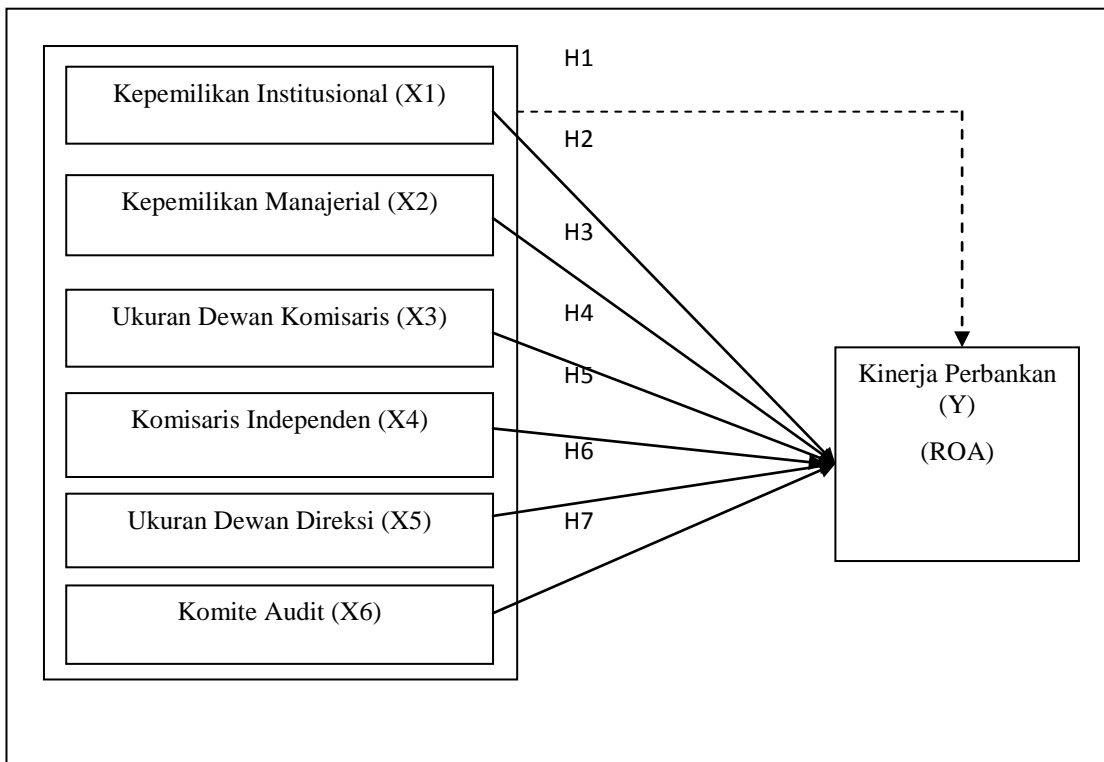 Kepemilikan Institusional (X1)
Kepemilikan Manajerial (X2)
Ukuran Dewan Komisaris (X3)
Komisaris Independen (X4)
Ukuran Dewan Direksi (X5)
Komite Audit (X6)
H1
H2
H3
H4
H5
H6
H7
Kinerja Perbankan
(Y)
(ROA)